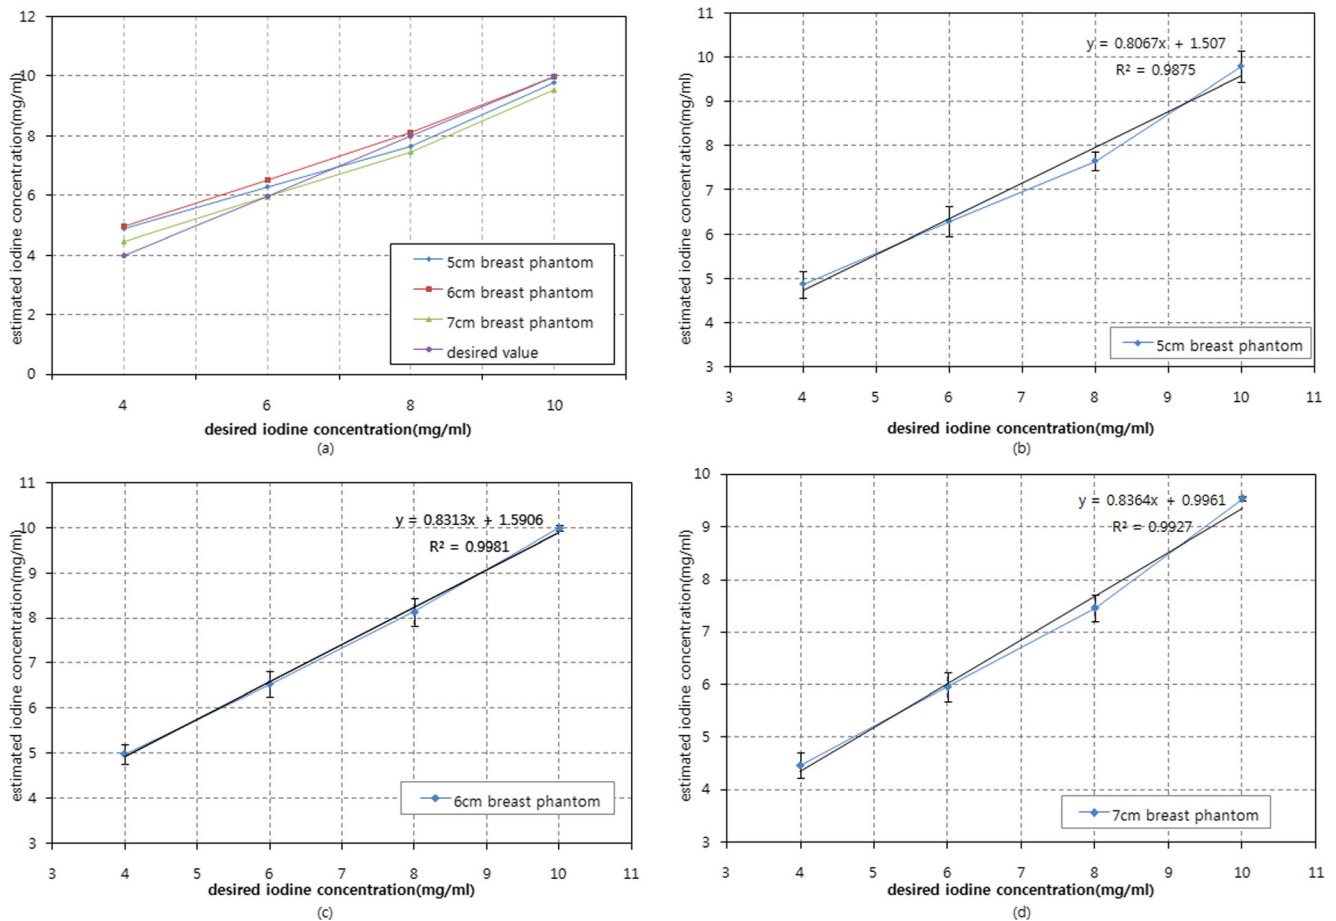 estimated iodine concentration(mg/ml)
12
10
8
6
4
2
0
5cm breast phantom
6cm breast phantom
7cm breast phantom
desired value
4 6 8 10
desired iodine concentration(mg/ml)
(a)
estimated iodine concentration(mg/ml)
11
10
9
8
7
6
5
4
3
y = 0.8067x + 1.507
R² = 0.9875
5cm breast phantom
3 4 5 6 7 8 9 10 11
desired iodine concentration(mg/ml)
(b)
estimated iodine concentration(mg/ml)
11
10
9
8
7
6
5
4
3
y = 0.8313x + 1.5906
R² = 0.9981
6cm breast phantom
3 4 5 6 7 8 9 10 11
desired iodine concentration(mg/ml)
(c)
estimated iodine concentration(mg/ml)
10
9
8
7
6
5
4
3
y = 0.8364x + 0.9961
R² = 0.9927
7cm breast phantom
3 4 5 6 7 8 9 10 11
desired iodine concentration(mg/ml)
(d)